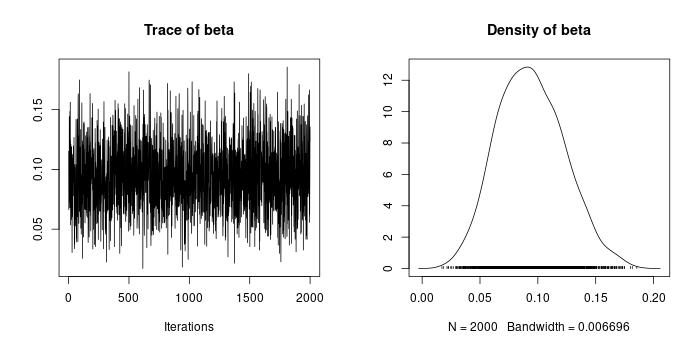 Trace of beta
0.15
0.10
0.05
0 500 1000 1500 2000
Iterations
Density of beta
12
10
8
6
4
2
0
0.00 0.05 0.10 0.15 0.20
N = 2000 Bandwidth = 0.006696